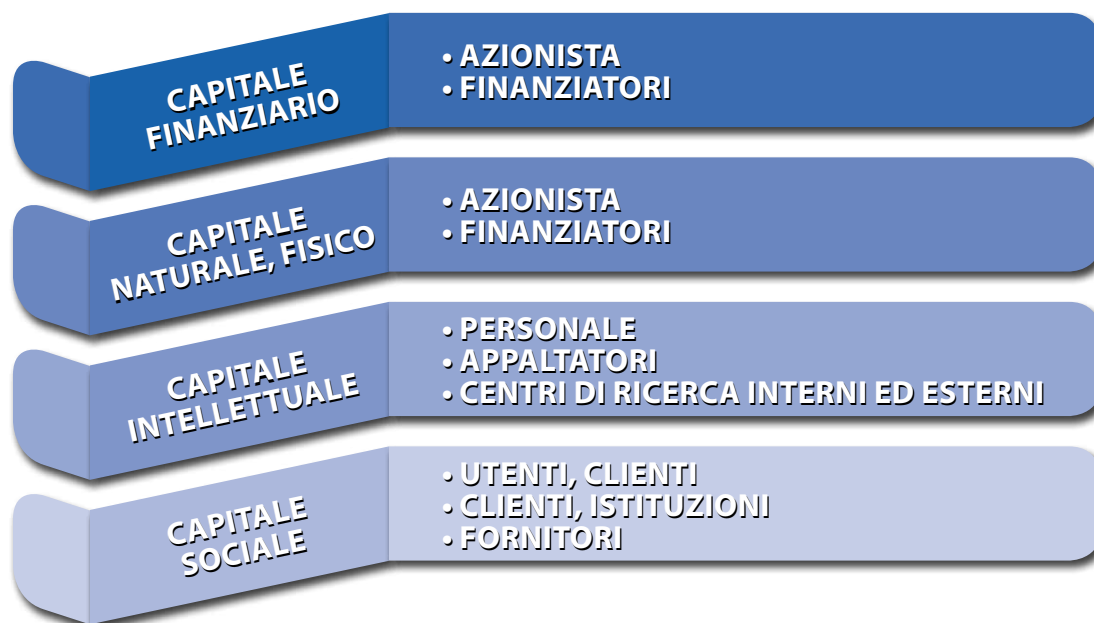 CAPITALE
FINANZIARIO
• AZIONISTA
• FINANZIATORI
CAPITALE
NATURALE, FISICO
• AZIONISTA
• FINANZIATORI
CAPITALE
INTELLETTUALE
• PERSONALE
• APPALTATORI
• CENTRI DI RICERCA INTERNI ED ESTERNI
CAPITALE
SOCIALE
• UTENTI, CLIENTI
• CLIENTI, ISTITUZIONI
• FORNITORI